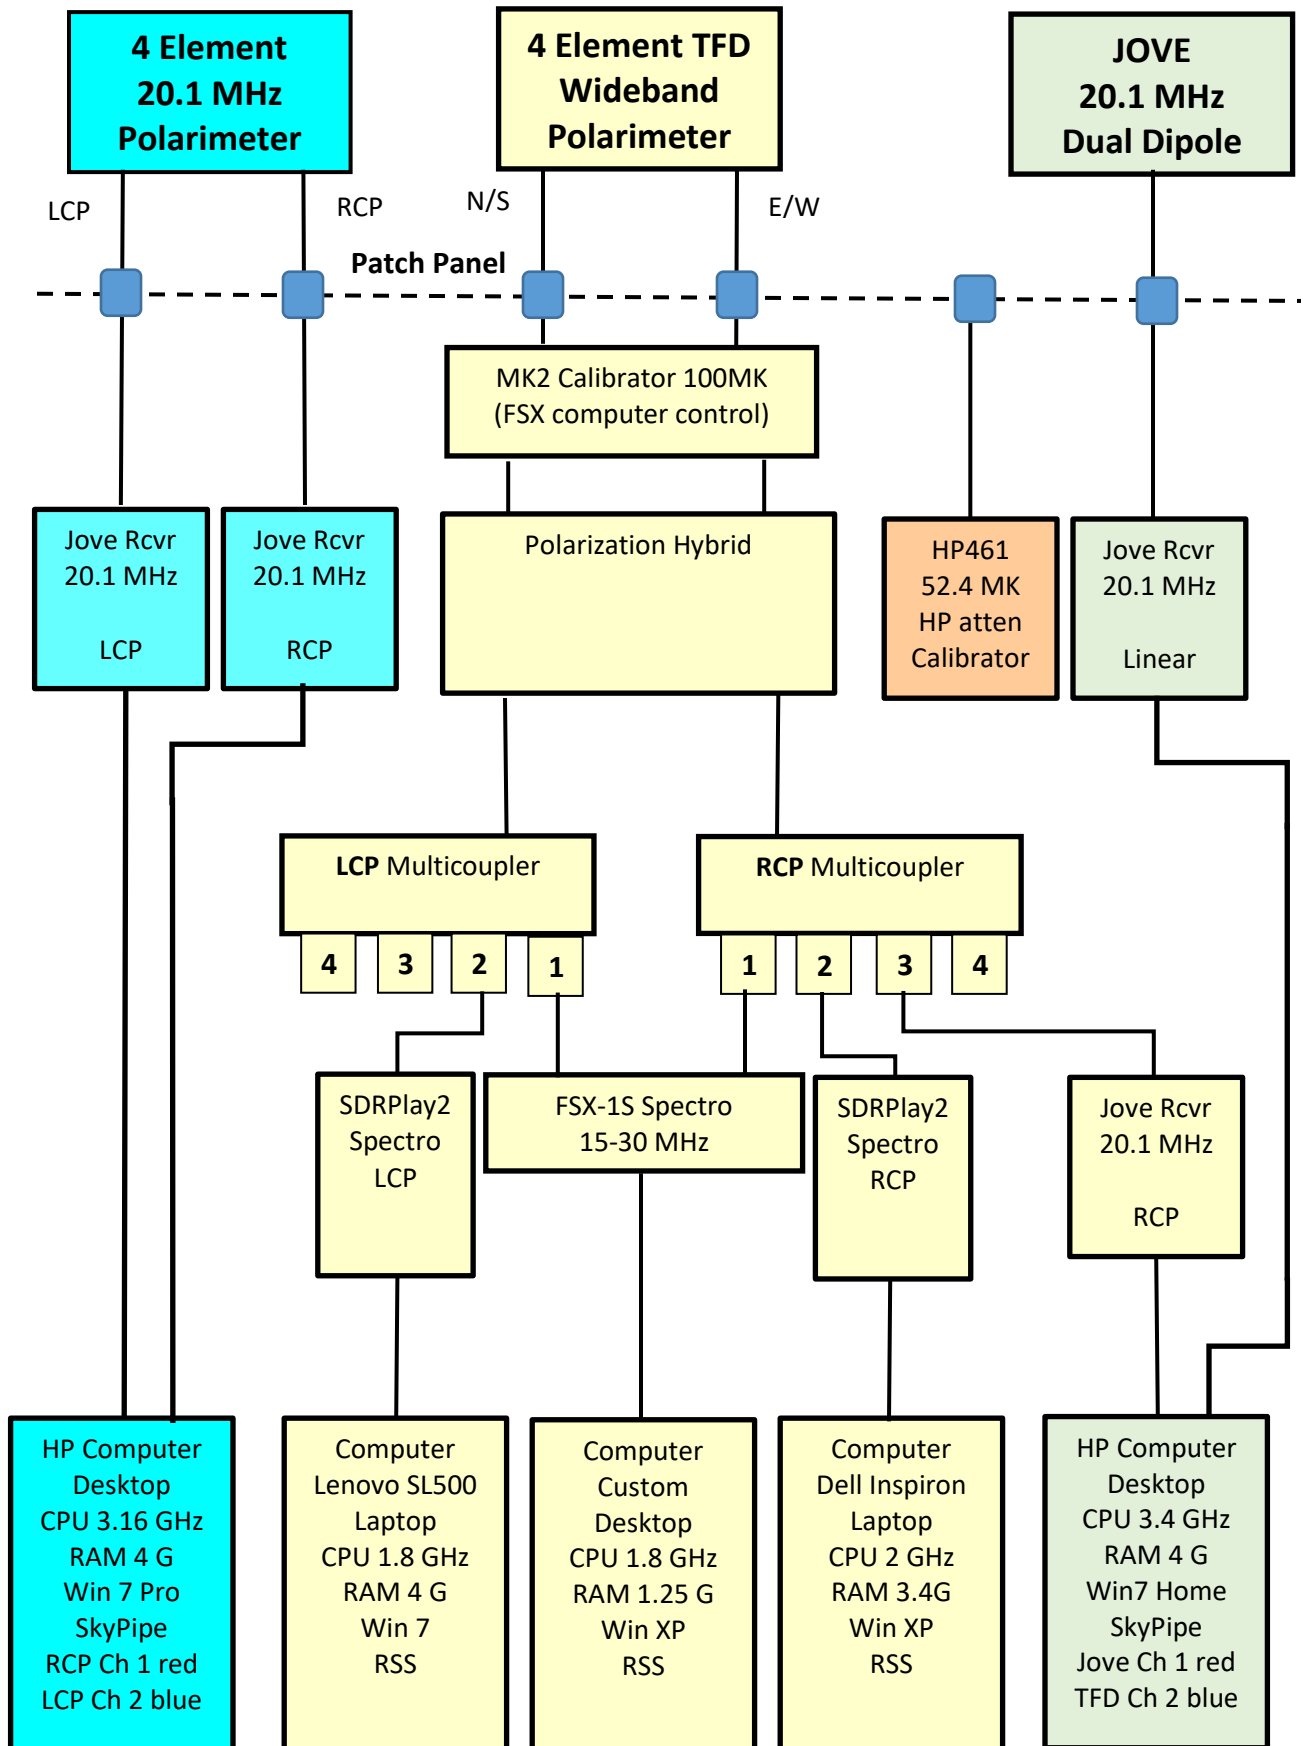 4 Element
20.1 MHz
Polarimeter
4 Element TFD
Wideband
Polarimeter
JOVE
20.1 MHz
Dual Dipole
LCP
RCP
N/S
E/W
Patch Panel
MK2 Calibrator 100MK
(FSX computer control)
Jove Rcvr
20.1 MHz
LCP
Jove Rcvr
20.1 MHz
RCP
Polarization Hybrid
HP461
52.4 MK
HP atten
Calibrator
Jove Rcvr
20.1 MHz
Linear
LCP Multicoupler
RCP Multicoupler
4
3
2
1
1
2
3
4
SDRPlay2
Spectro
LCP
FSX-1S Spectro
15-30 MHz
SDRPlay2
Spectro
RCP
Jove Rcvr
20.1 MHz
RCP
HP Computer
Desktop
CPU 3.16 GHz
RAM 4 G
Win 7 Pro
SkyPipe
RCP Ch 1 red
LCP Ch 2 blue
Computer
Lenovo SL500
Laptop
CPU 1.8 GHz
RAM 4 G
Win 7
RSS
Computer
Custom
Desktop
CPU 1.8 GHz
RAM 1.25 G
Win XP
RSS
Computer
Dell Inspiron
Laptop
CPU 2 GHz
RAM 3.4G
Win XP
RSS
HP Computer
Desktop
CPU 3.4 GHz
RAM 4 G
Win7 Home
SkyPipe
Jove Ch 1 red
TFD Ch 2 blue